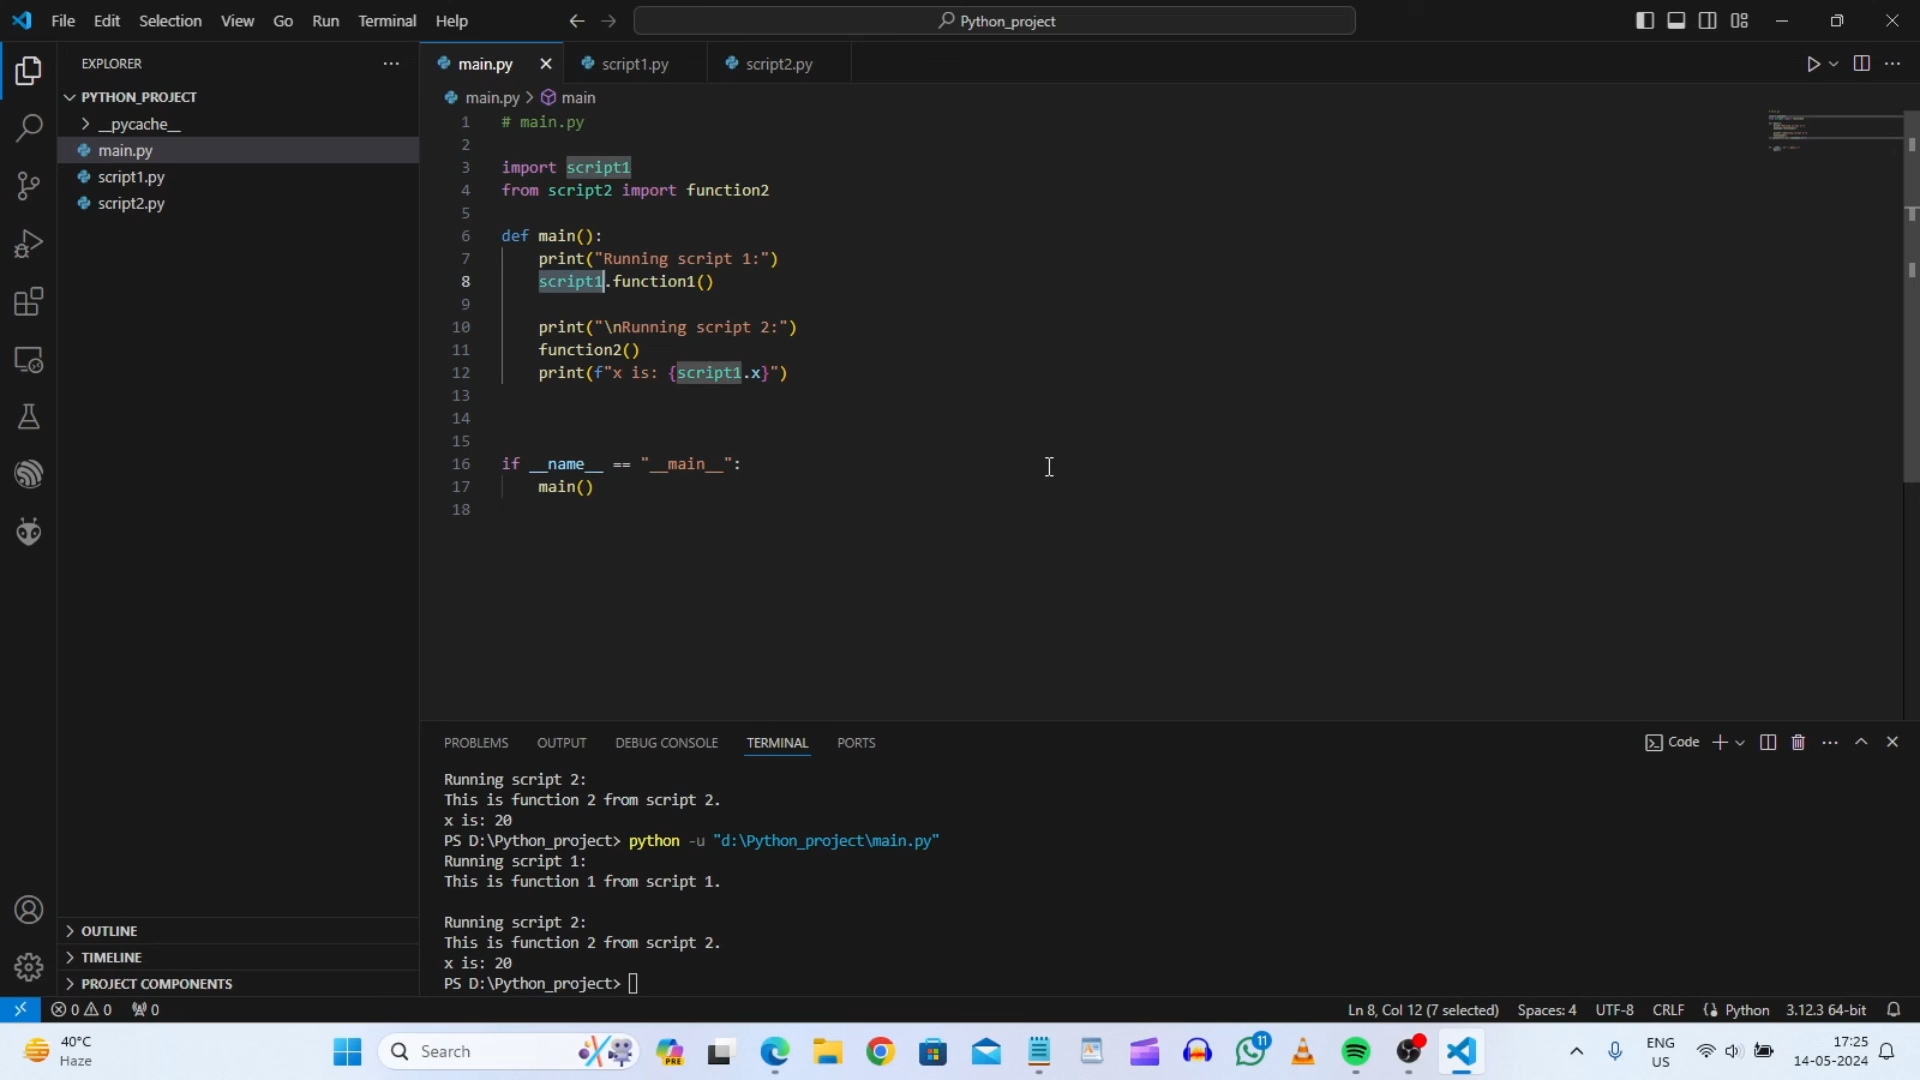 File Edit Selection View Go Run Terminal Help
Python_project
EXPLORER
PYTHON_PROJECT
__pycache__
main.py
script1.py
script2.py
OUTLINE
TIMELINE
PROJECT COMPONENTS
main.py script1.py script2.py
main.py > main
1 # main.py
2
3 import script1
4 from script2 import function2
5
6 def main():
7 print("Running script 1:")
8 script1.function1()
9
10 print("\nRunning script 2:")
11 function2()
12 print(f"x is: {script1.x}")
13
14
15
16 if __name__ == "__main__":
17 main()
18
PROBLEMS OUTPUT DEBUG CONSOLE TERMINAL PORTS
Code
Running script 2:
This is function 2 from script 2.
x is: 20
PS D:\Python_project> python -u "d:\Python_project\main.py"
Running script 1:
This is function 1 from script 1.
Running script 2:
This is function 2 from script 2.
x is: 20
PS D:\Python_project>
0 0 0
Ln 8, Col 12 (7 selected) Spaces: 4 UTF-8 CRLF Python 3.12.3 64-bit
40°C
Haze
Search
PRE
11
ENG
US
17:25
14-05-2024